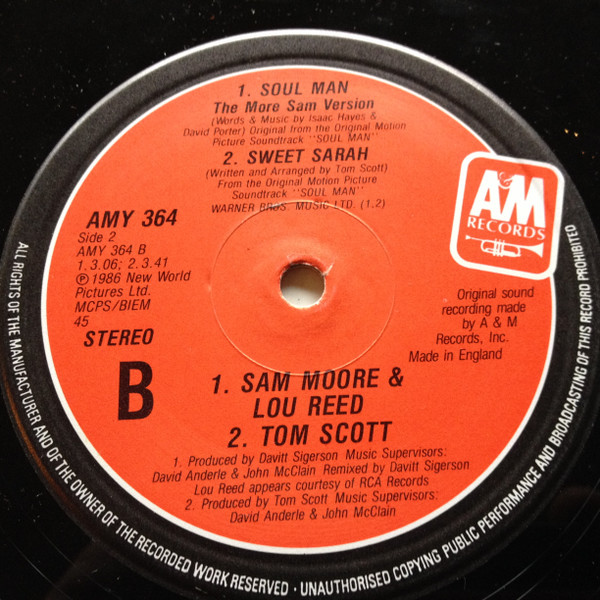 1. SOUL MAN
The More Sam Version
(Words & Music by Isaac Hayes &
David Porter) Original from the Original Motion
Picture Soundtrack "SOUL MAN")
2. SWEET SARAH
(Written and Arranged by Tom Scott)
From the Original Motion Picture
Soundtrack "SOUL MAN")
WARNER BROS. MUSIC LTD. (1.2)
A&M
RECORDS
AMY 364
Side 2
AMY 364 B
1. 3.06; 2. 3.41
℗ 1986 New World
Pictures Ltd.
MCPS/BIEM
45
STEREO
B
Original sound
recording made
by A & M
Records, Inc.
Made in England
1. SAM MOORE &
LOU REED
2. TOM SCOTT
1. Produced by Davitt Sigerson Music Supervisors:
David Anderle & John McClain Remixed by Davitt Sigerson
Lou Reed appears courtesy of RCA Records
2. Produced by Tom Scott Music Supervisors:
David Anderle & John McClain
ALL RIGHTS OF THE MANUFACTURER AND OF THE OWNER OF THE RECORDED WORK RESERVED · UNAUTHORISED COPYING PUBLIC PERFORMANCE AND BROADCASTING OF THIS RECORD PROHIBITED